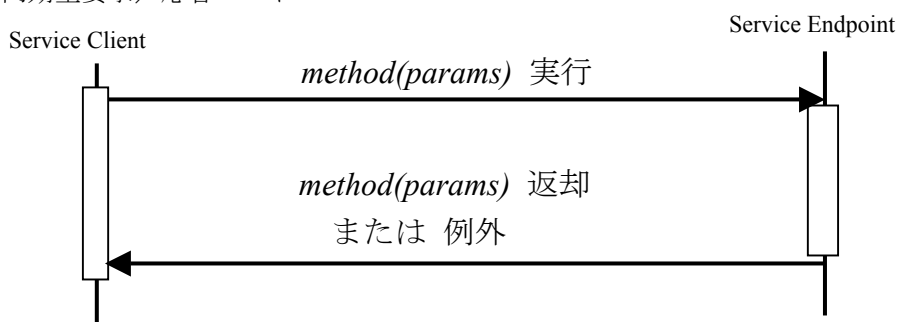 Service Client
Service Endpoint
method(params) 実行
method(params) 返却
または 例外